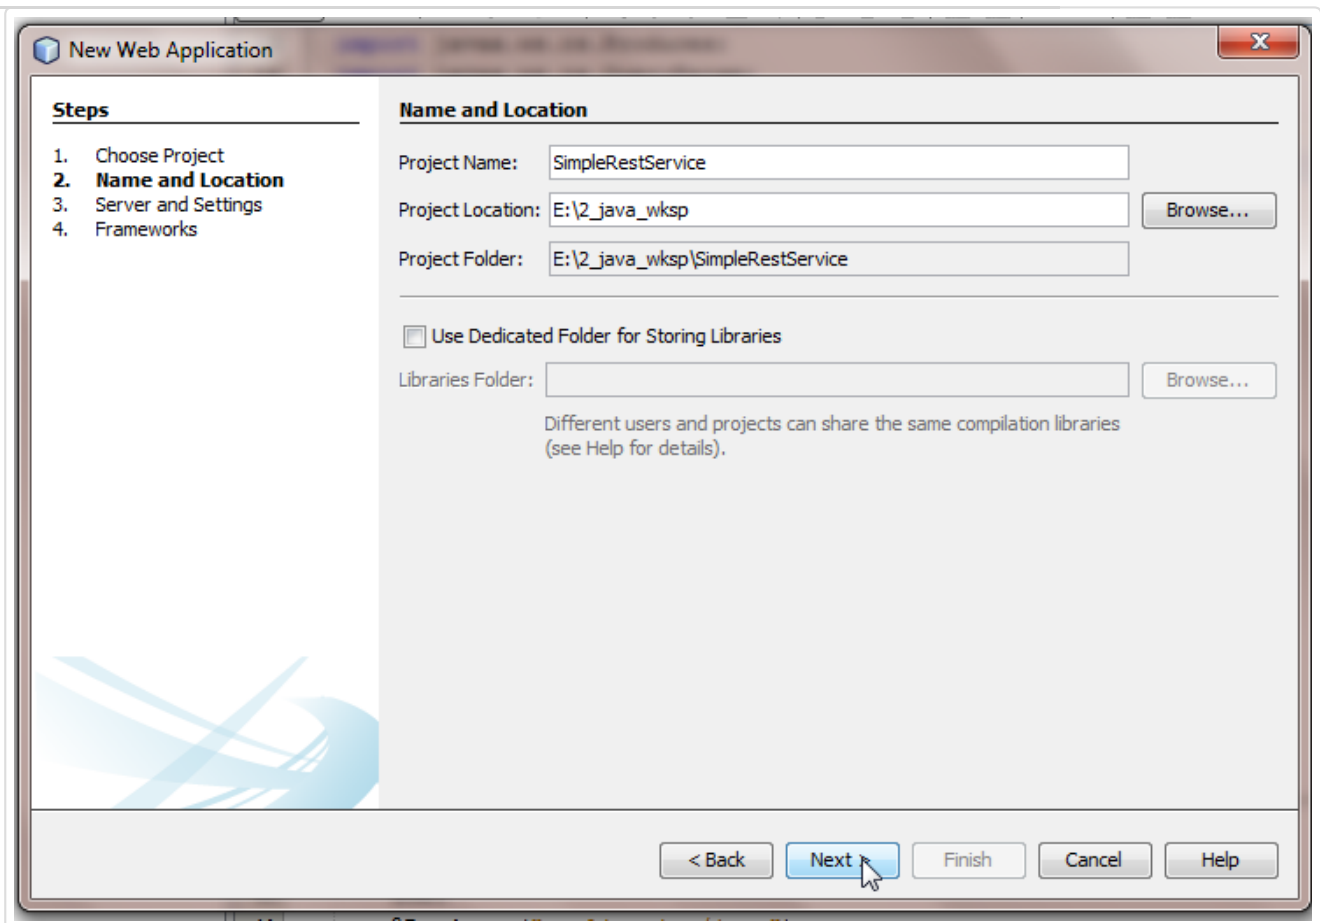 New Web Application
Steps
1. Choose Project
2. Name and Location
3. Server and Settings
4. Frameworks
Name and Location
Project Name: SimpleRestService
Project Location: E:\2_java_wksp Browse...
Project Folder: E:\2_java_wksp\SimpleRestService
Use Dedicated Folder for Storing Libraries
Libraries Folder: Browse...
Different users and projects can share the same compilation libraries
(see Help for details).
< Back Next > Finish Cancel Help